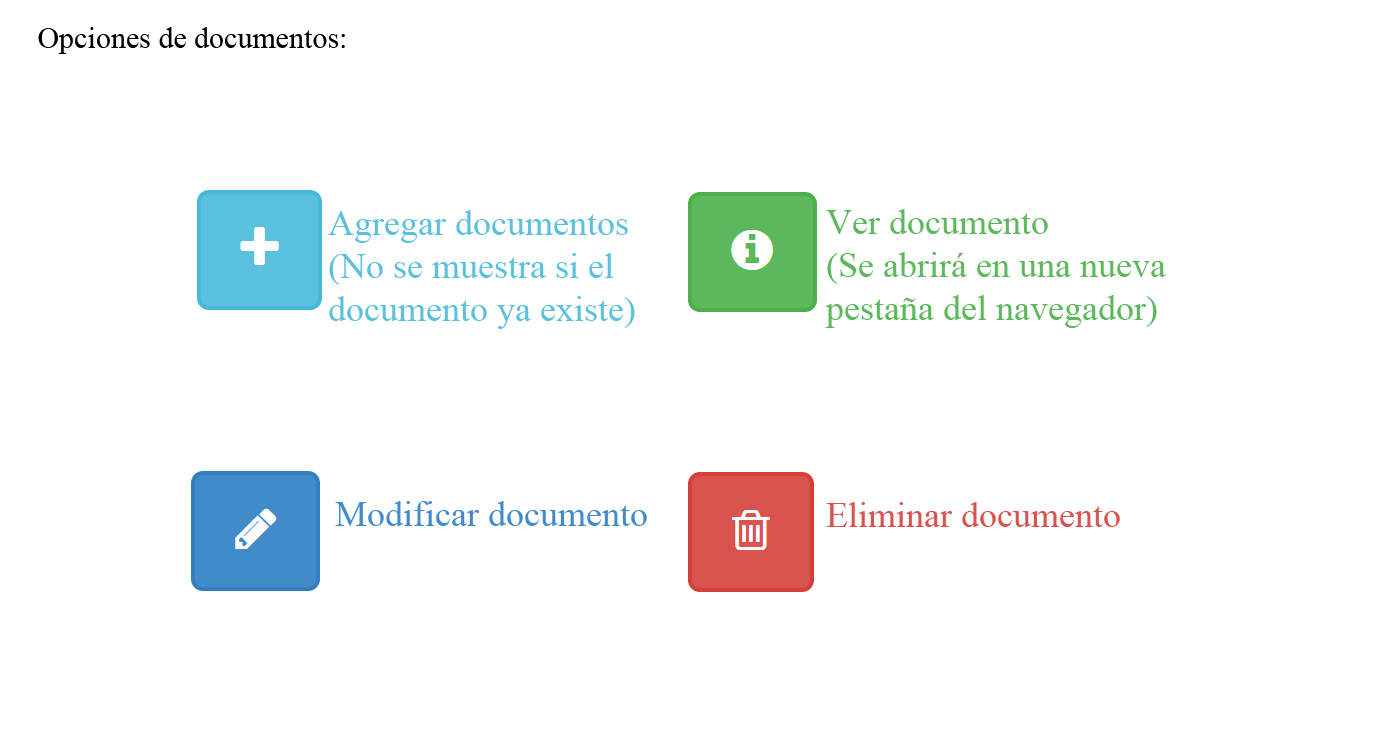 Opciones de documentos:
Agregar documentos
(No se muestra si el
documento ya existe)
Ver documento
(Se abrirá en una nueva
pestaña del navegador)
Modificar documento
Eliminar documento